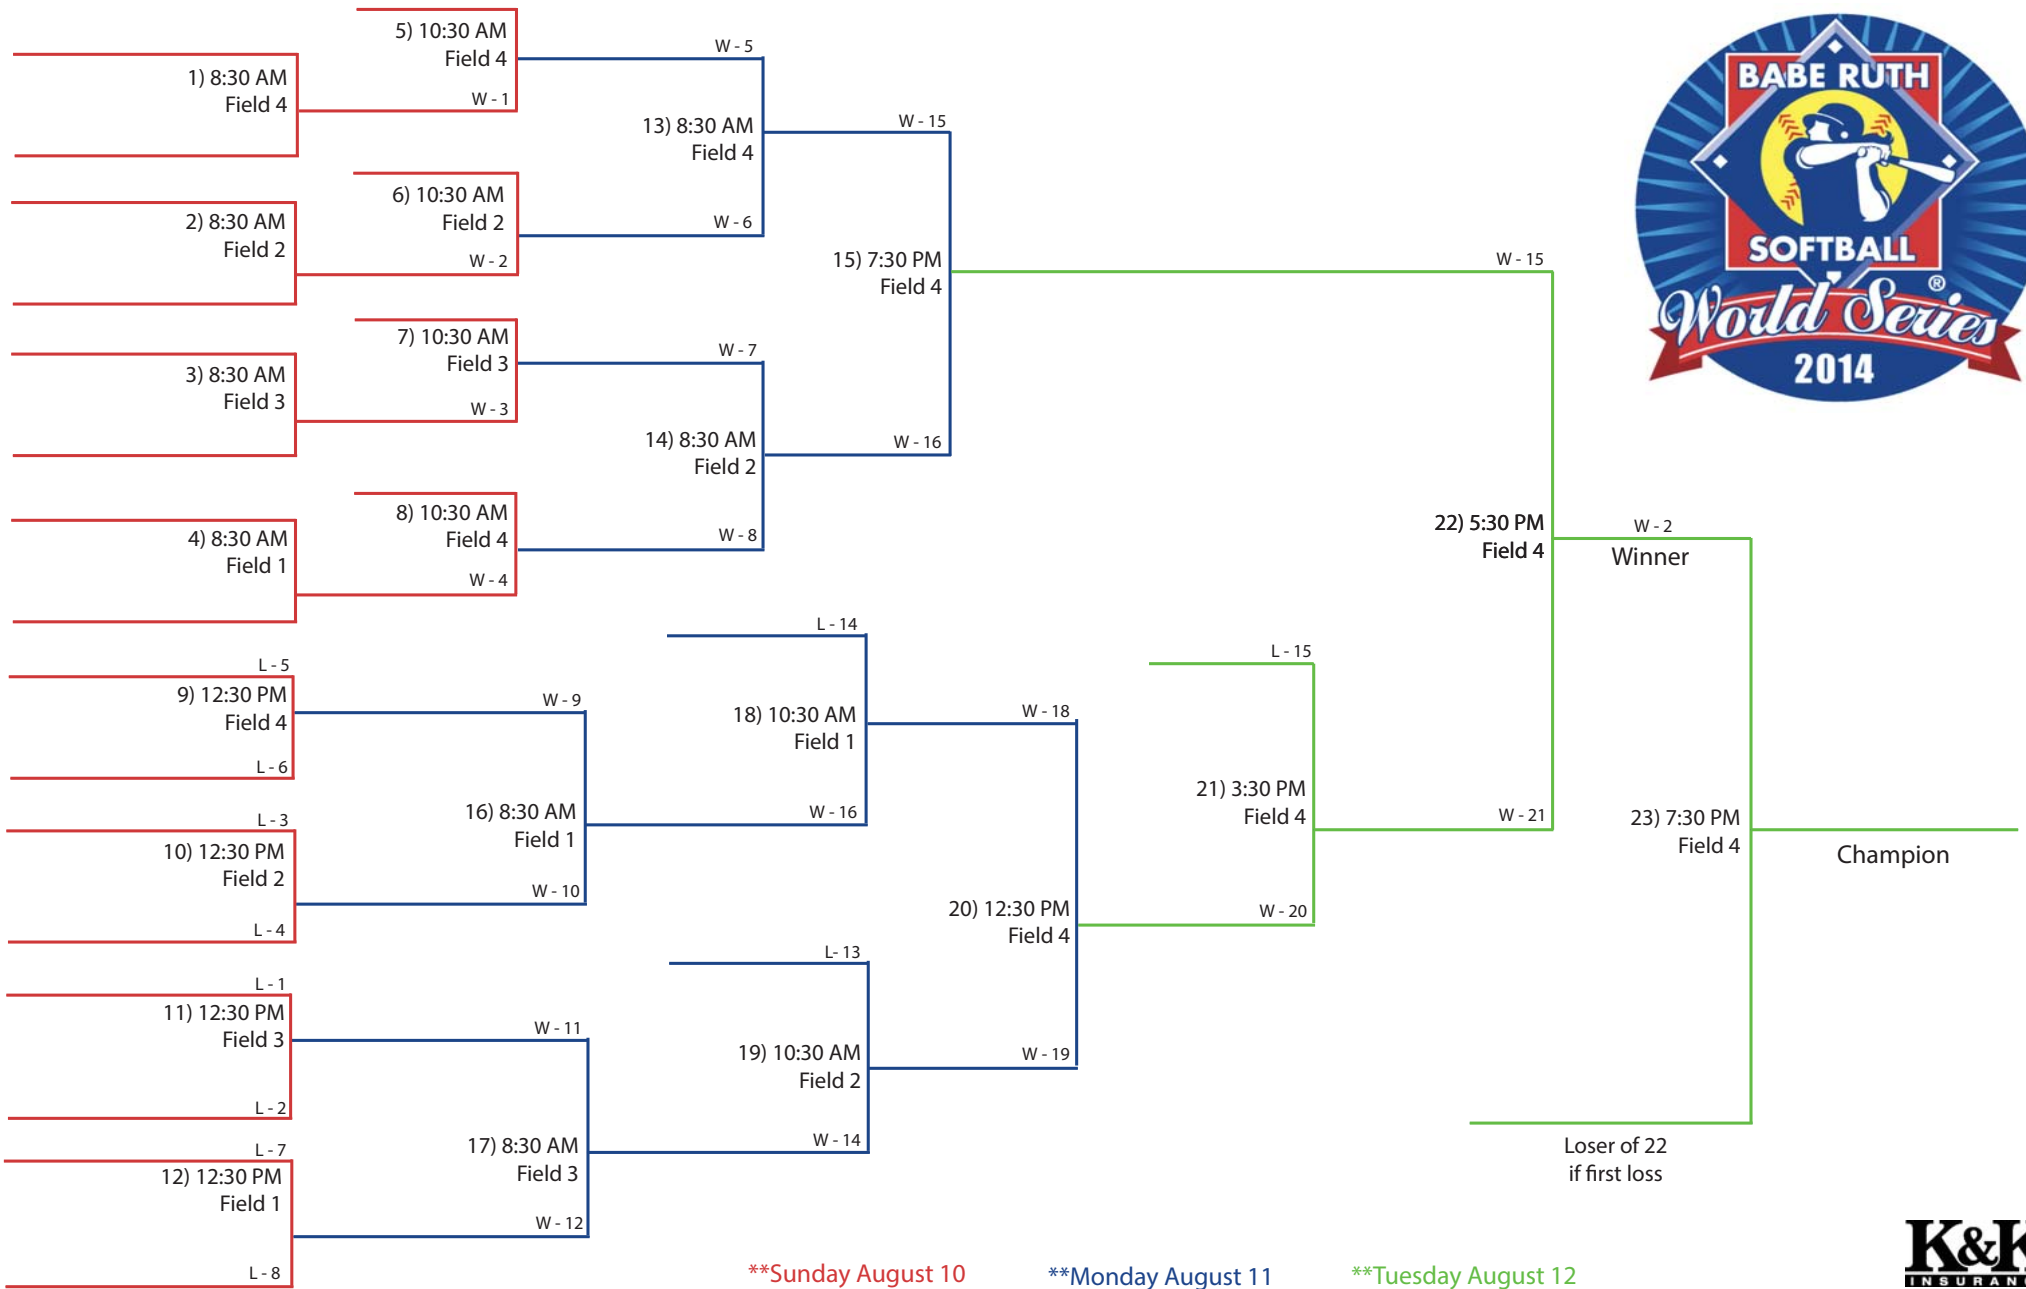 5) 10:30 AM
Field 4
W - 1
1) 8:30 AM
Field 4
W - 5
13) 8:30 AM
Field 4
W - 6
W - 15
6) 10:30 AM
Field 2
W - 2
2) 8:30 AM
Field 2
15) 7:30 PM
Field 4
W - 15
7) 10:30 AM
Field 3
W - 3
3) 8:30 AM
Field 3
W - 7
14) 8:30 AM
Field 2
W - 8
W - 16
8) 10:30 AM
Field 4
W - 4
4) 8:30 AM
Field 1
22) 5:30 PM
Field 4
W - 2
Winner
L - 5
9) 12:30 PM
Field 4
L - 6
W - 9
L - 14
18) 10:30 AM
Field 1
W - 16
W - 18
L - 15
21) 3:30 PM
Field 4
W - 20
W - 21
23) 7:30 PM
Field 4
Champion
L - 3
10) 12:30 PM
Field 2
L - 4
16) 8:30 AM
Field 1
W - 10
20) 12:30 PM
Field 4
L - 1
11) 12:30 PM
Field 3
L - 2
W - 11
L- 13
19) 10:30 AM
Field 2
W - 14
W - 19
L - 7
12) 12:30 PM
Field 1
L - 8
17) 8:30 AM
Field 3
W - 12
Loser of 22
if first loss
**Sunday August 10
**Monday August 11
**Tuesday August 12
BABE RUTH
SOFTBALL
®
World Series
2014
K&K
INSURAN